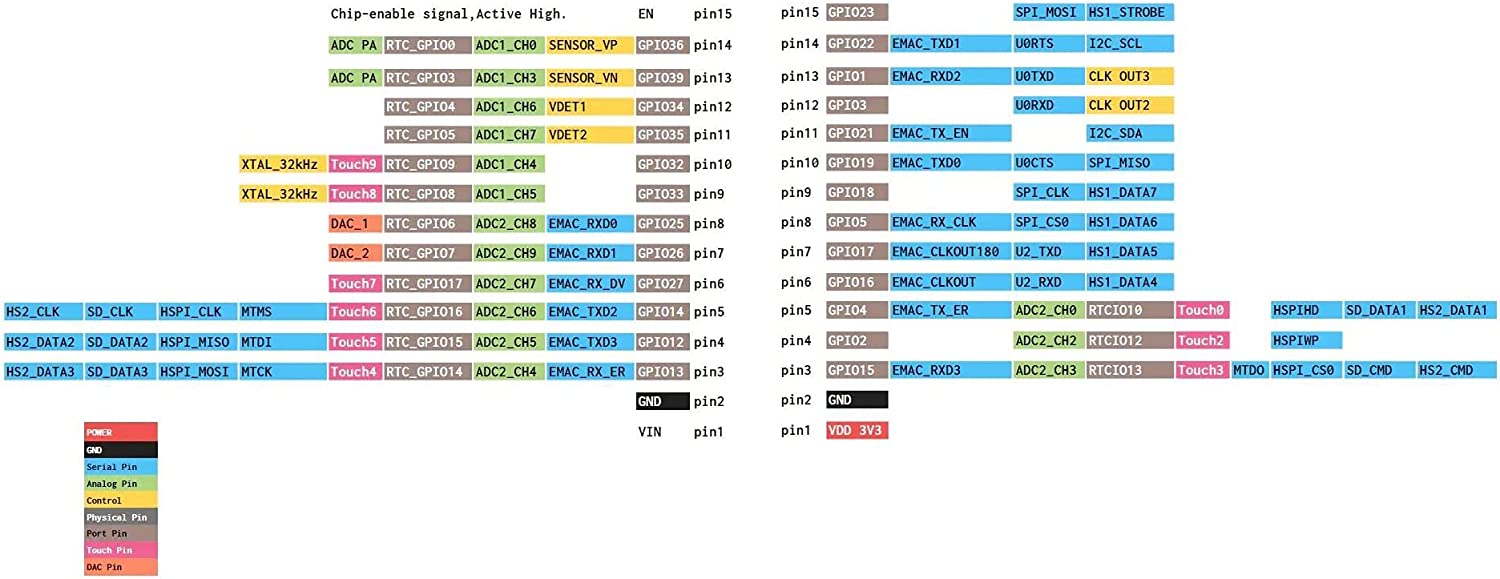 Chip-enable signal,Active High. EN pin15 pin15 GPIO23 SPI_MOSI HS1_STROBE
ADC PA RTC_GPIO0 ADC1_CH0 SENSOR_VP GPIO36 pin14 pin14 GPIO22 EMAC_TXD1 U0RTS I2C_SCL
ADC PA RTC_GPIO3 ADC1_CH3 SENSOR_VN GPIO39 pin13 pin13 GPIO1 EMAC_RXD2 U0TXD CLK OUT3
RTC_GPIO4 ADC1_CH6 VDET1 GPIO34 pin12 pin12 GPIO3 U0RXD CLK OUT2
RTC_GPIO5 ADC1_CH7 VDET2 GPIO35 pin11 pin11 GPIO21 EMAC_TX_EN I2C_SDA
XTAL_32kHz Touch9 RTC_GPIO9 ADC1_CH4 GPIO32 pin10 pin10 GPIO19 EMAC_TXD0 U0CTS SPI_MISO
XTAL_32kHz Touch8 RTC_GPIO8 ADC1_CH5 GPIO33 pin9 pin9 GPIO18 SPI_CLK HS1_DATA7
DAC_1 RTC_GPIO6 ADC2_CH8 EMAC_RXD0 GPIO25 pin8 pin8 GPIO5 EMAC_RX_CLK SPI_CS0 HS1_DATA6
DAC_2 RTC_GPIO7 ADC2_CH9 EMAC_RXD1 GPIO26 pin7 pin7 GPIO17 EMAC_CLKOUT180 U2_TXD HS1_DATA5
Touch7 RTC_GPIO17 ADC2_CH7 EMAC_RX_DV GPIO27 pin6 pin6 GPIO16 EMAC_CLKOUT U2_RXD HS1_DATA4
HS2_CLK SD_CLK HSPI_CLK MTMS Touch6 RTC_GPIO16 ADC2_CH6 EMAC_TXD2 GPIO14 pin5 pin5 GPIO4 EMAC_TX_ER ADC2_CH0 RTCIO10 Touch0 HSPIHD SD_DATA1 HS2_DATA1
HS2_DATA2 SD_DATA2 HSPI_MISO MTDI Touch5 RTC_GPIO15 ADC2_CH5 EMAC_TXD3 GPIO12 pin4 pin4 GPIO2 ADC2_CH2 RTCIO12 Touch2 HSPIWP
HS2_DATA3 SD_DATA3 HSPI_MOSI MTCK Touch4 RTC_GPIO14 ADC2_CH4 EMAC_RX_ER GPIO13 pin3 pin3 GPIO15 EMAC_RXD3 ADC2_CH3 RTCIO13 Touch3 MTDO HSPI_CS0 SD_CMD HS2_CMD
GND pin2 pin2 GND
VIN pin1 pin1 VDD 3V3
POWER
GND
Serial Pin
Analog Pin
Control
Physical Pin
Port Pin
Touch Pin
DAC Pin